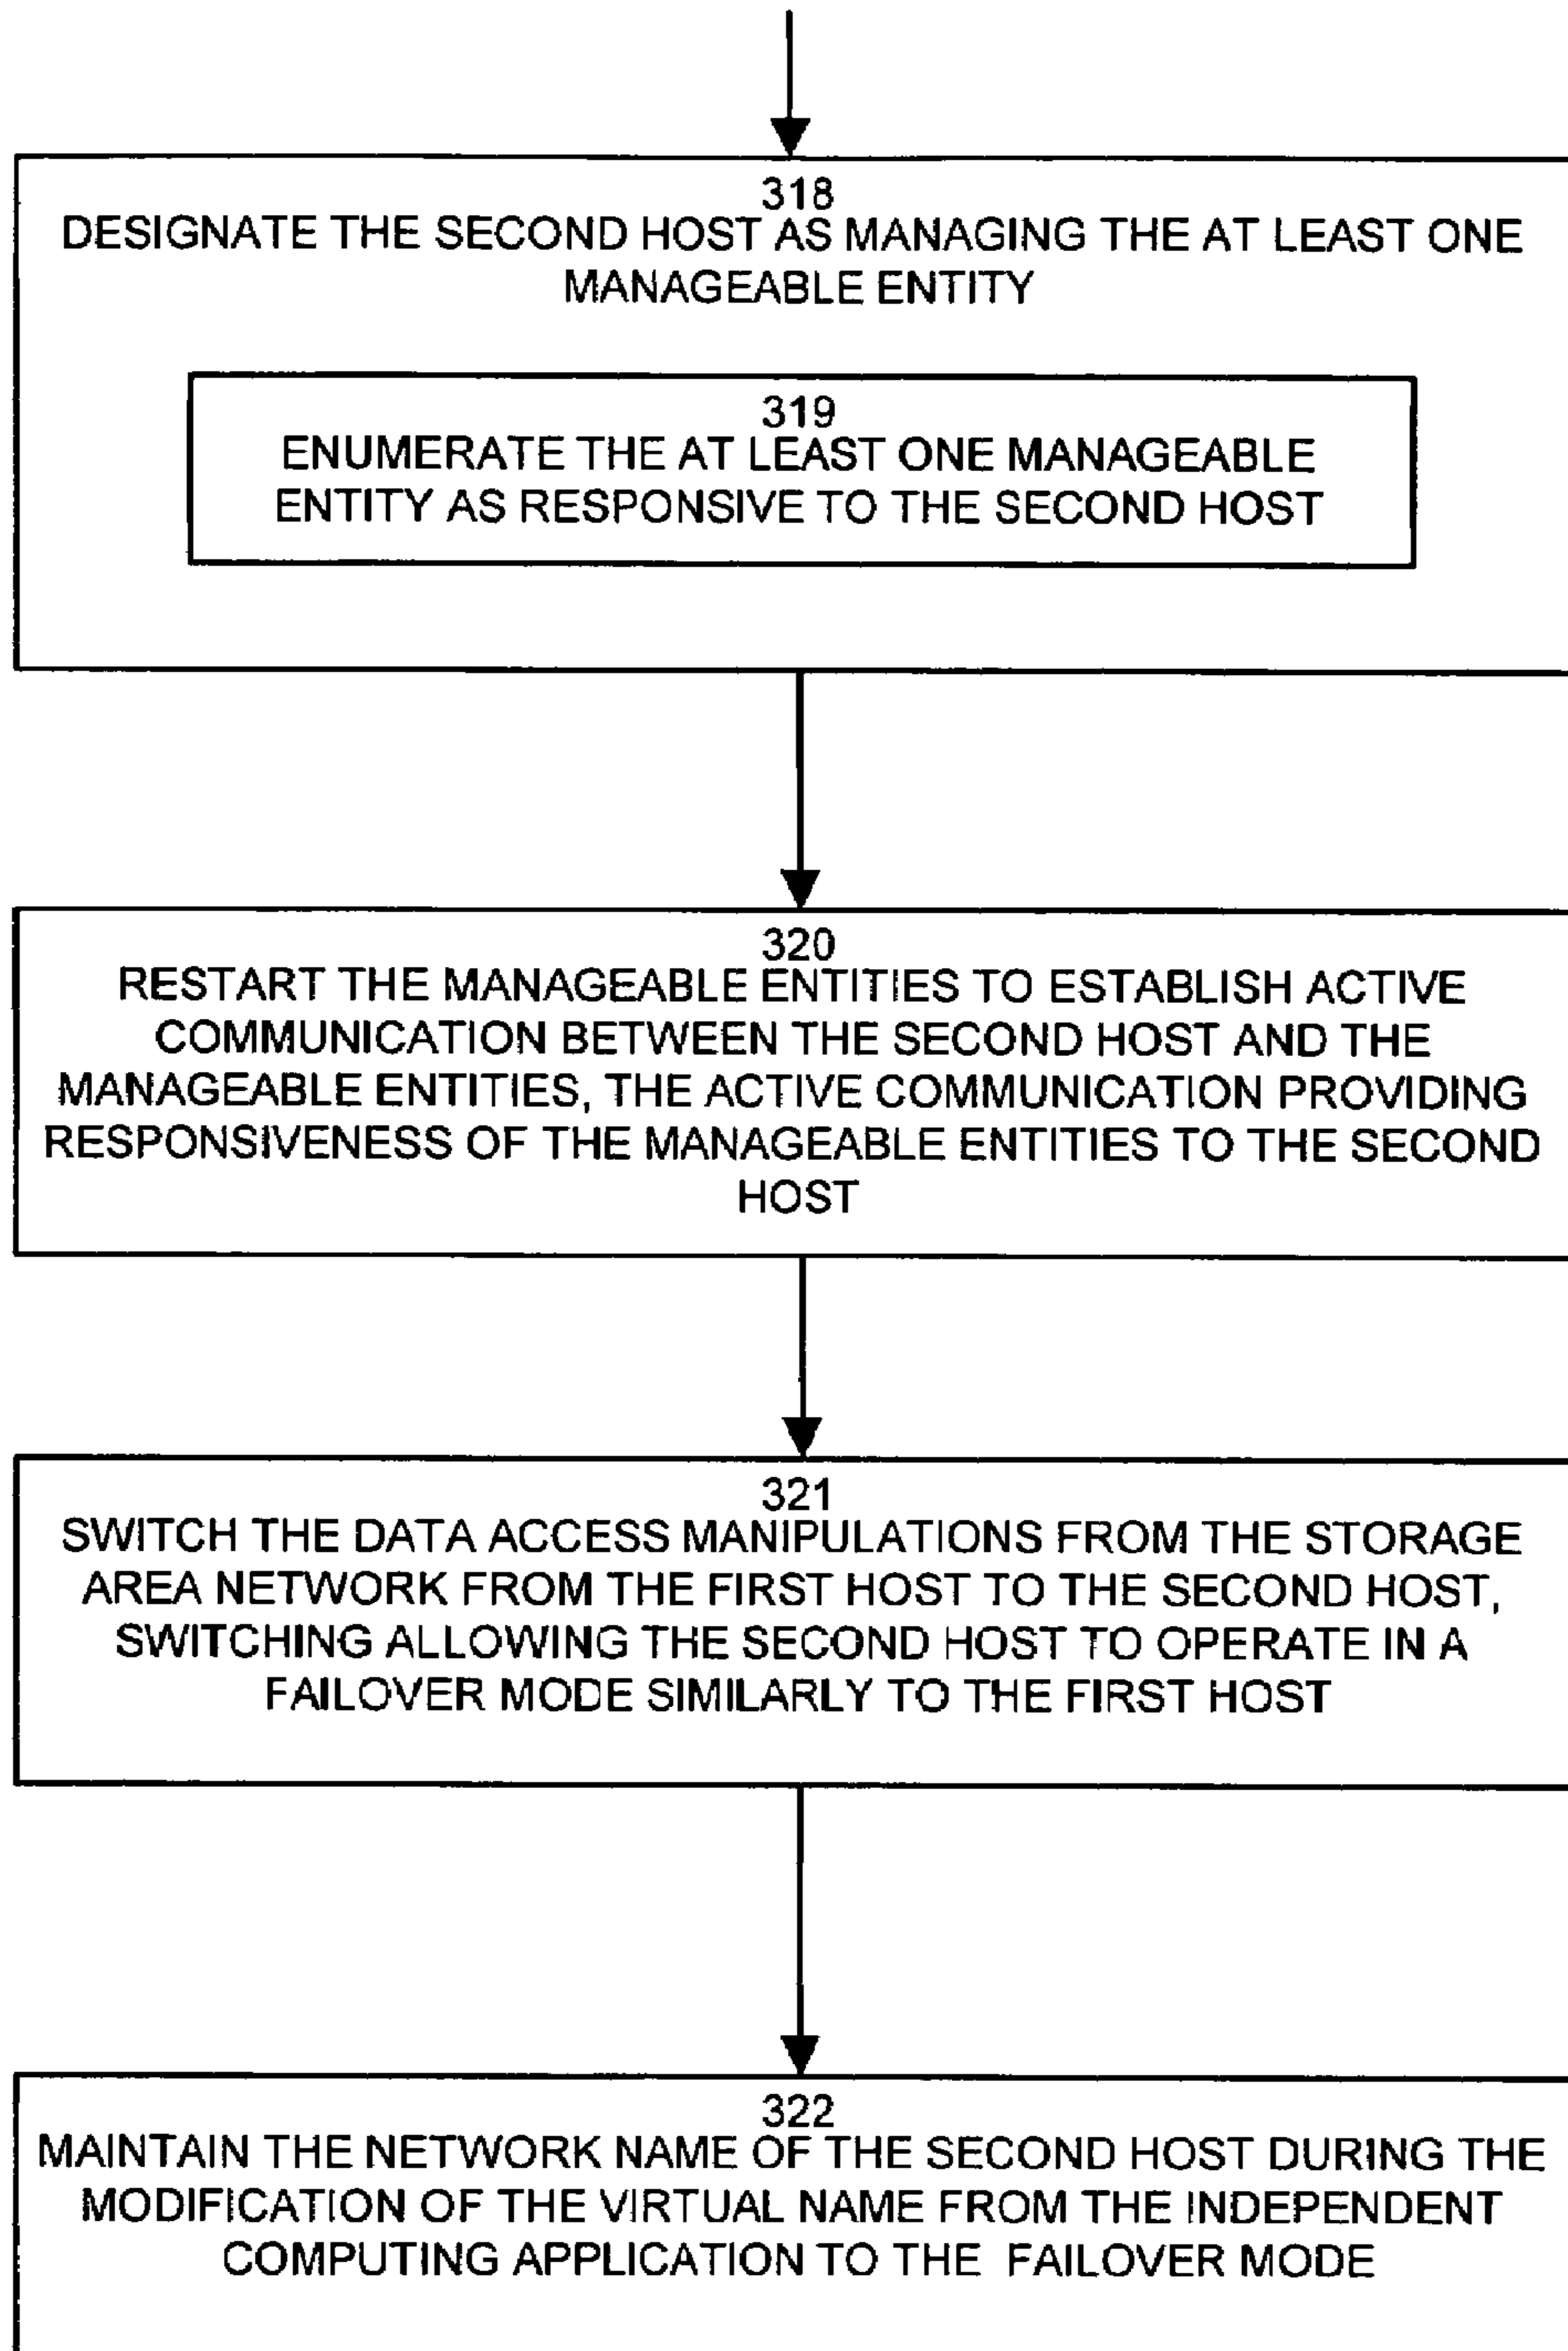 318
DESIGNATE THE SECOND HOST AS MANAGING THE AT LEAST ONE
MANAGEABLE ENTITY
319
ENUMERATE THE AT LEAST ONE MANAGEABLE
ENTITY AS RESPONSIVE TO THE SECOND HOST
320
RESTART THE MANAGEABLE ENTITIES TO ESTABLISH ACTIVE
COMMUNICATION BETWEEN THE SECOND HOST AND THE
MANAGEABLE ENTITIES, THE ACTIVE COMMUNICATION PROVIDING
RESPONSIVENESS OF THE MANAGEABLE ENTITIES TO THE SECOND
HOST
321
SWITCH THE DATA ACCESS MANIPULATIONS FROM THE STORAGE
AREA NETWORK FROM THE FIRST HOST TO THE SECOND HOST,
SWITCHING ALLOWING THE SECOND HOST TO OPERATE IN A
FAILOVER MODE SIMILARLY TO THE FIRST HOST
322
MAINTAIN THE NETWORK NAME OF THE SECOND HOST DURING THE
MODIFICATION OF THE VIRTUAL NAME FROM THE INDEPENDENT
COMPUTING APPLICATION TO THE FAILOVER MODE